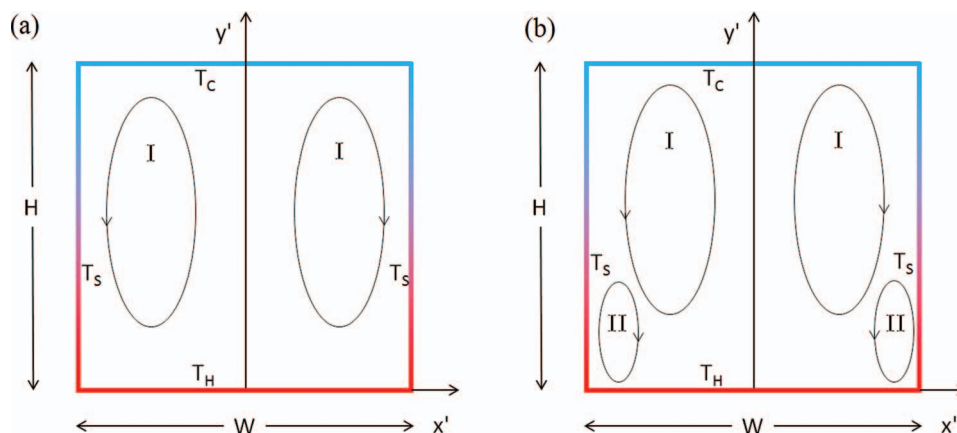 (a)
y'
T_C
I
I
H
T_S
T_S
T_H
W
x'
(b)
y'
T_C
I
I
H
T_S
T_S
II
II
T_H
W
x'